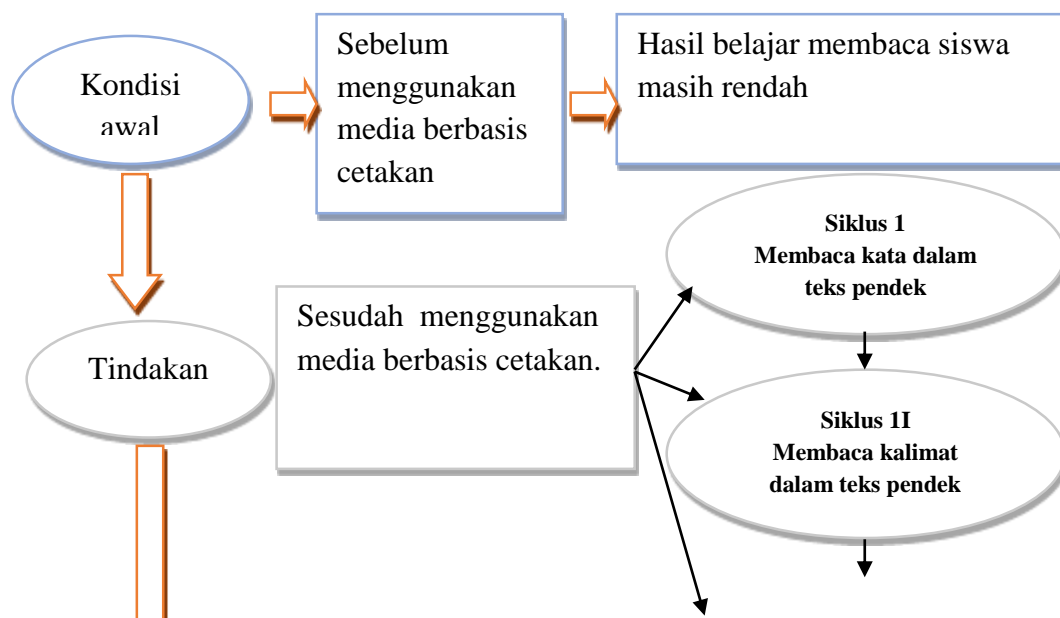 Kondisi
awal
Sebelum
menggunakan
media berbasis
cetakan
Hasil belajar membaca siswa
masih rendah
Siklus 1
Membaca kata dalam
teks pendek
Tindakan
Sesudah menggunakan
media berbasis cetakan.
Siklus 1I
Membaca kalimat
dalam teks pendek